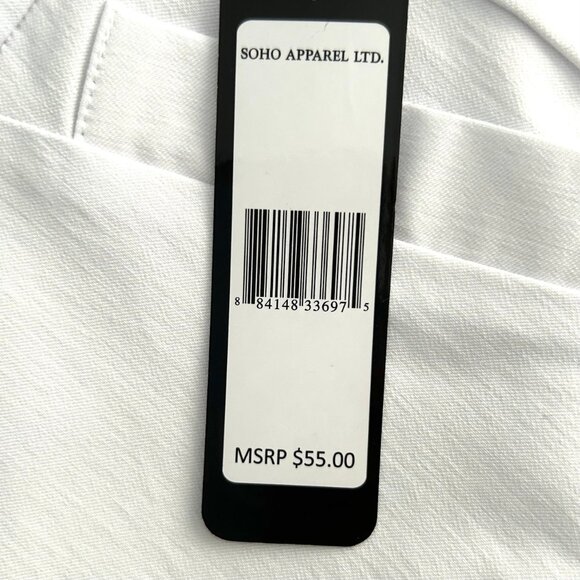 SOHO APPAREL LTD.
8 84148 33697 5
MSRP $55.00